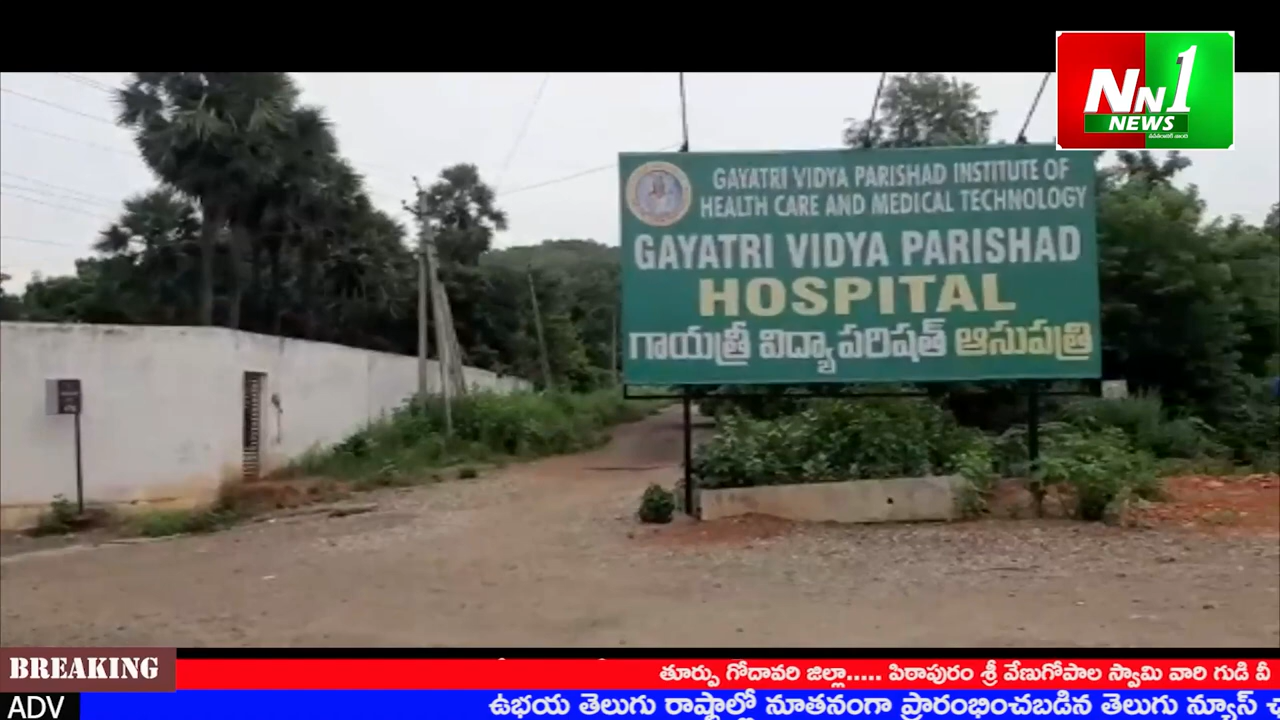 NN1
NEWS
GAYATRI VIDYA PARISHAD INSTITUTE OF
HEALTH CARE AND MEDICAL TECHNOLOGY
GAYATRI VIDYA PARISHAD
HOSPITAL
గాయత్రీ విద్యా పరిషత్ ఆసుపత్రి
BREAKING
తూర్పు గోదావరి జిల్లా..... పిఠాపురం శ్రీ వేణుగోపాల స్వామి వారి గుడి వీ
ADV
ఉభయ తెలుగు రాష్ట్రాల్లో నూతనంగా ప్రారంభించబడిన తెలుగు న్యూస్